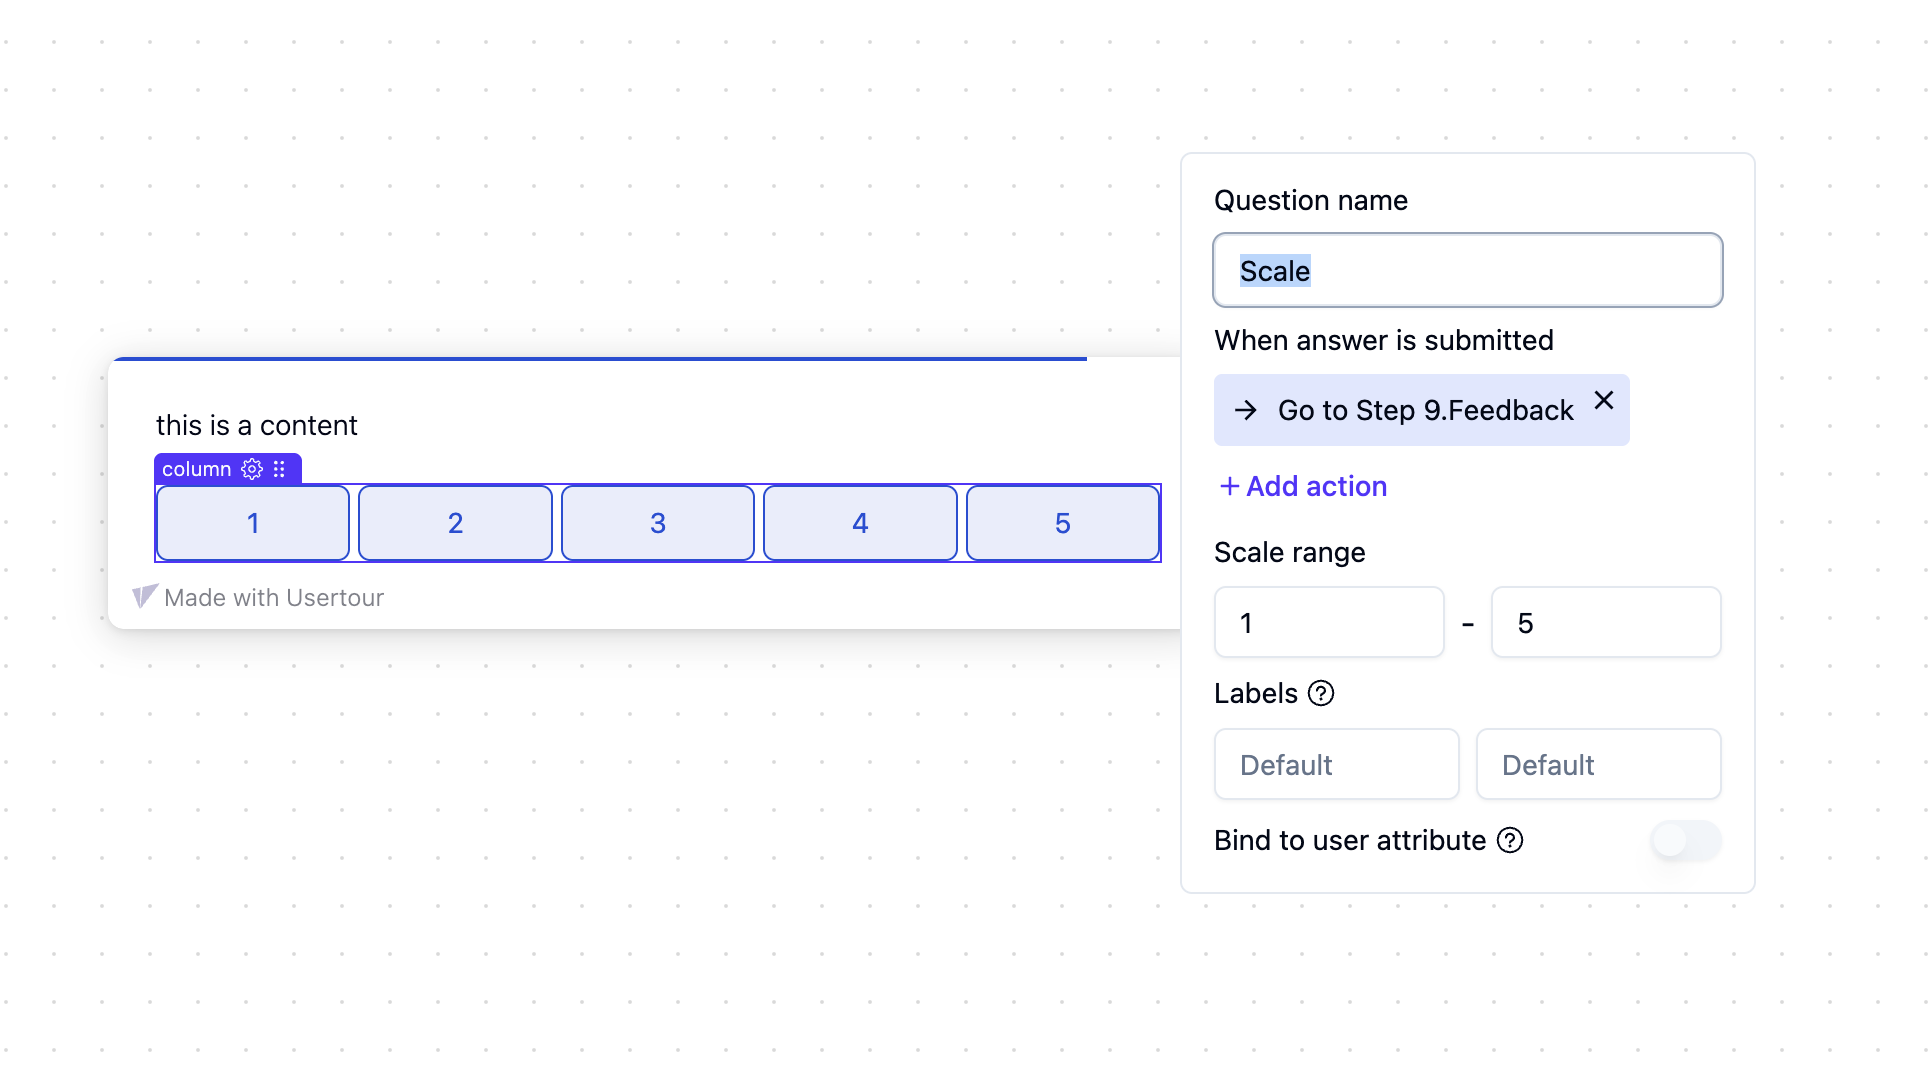 this is a content
column
1 2 3 4 5
Made with Usertour
Question name
Scale
When answer is submitted
→ Go to Step 9.Feedback ×
+ Add action
Scale range
1 - 5
Labels ?
Default Default
Bind to user attribute ?